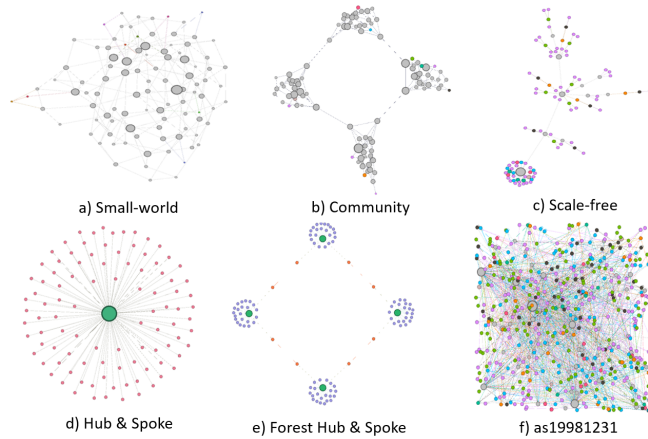 a) Small-world
b) Community
c) Scale-free
d) Hub & Spoke
e) Forest Hub & Spoke
f) as19981231